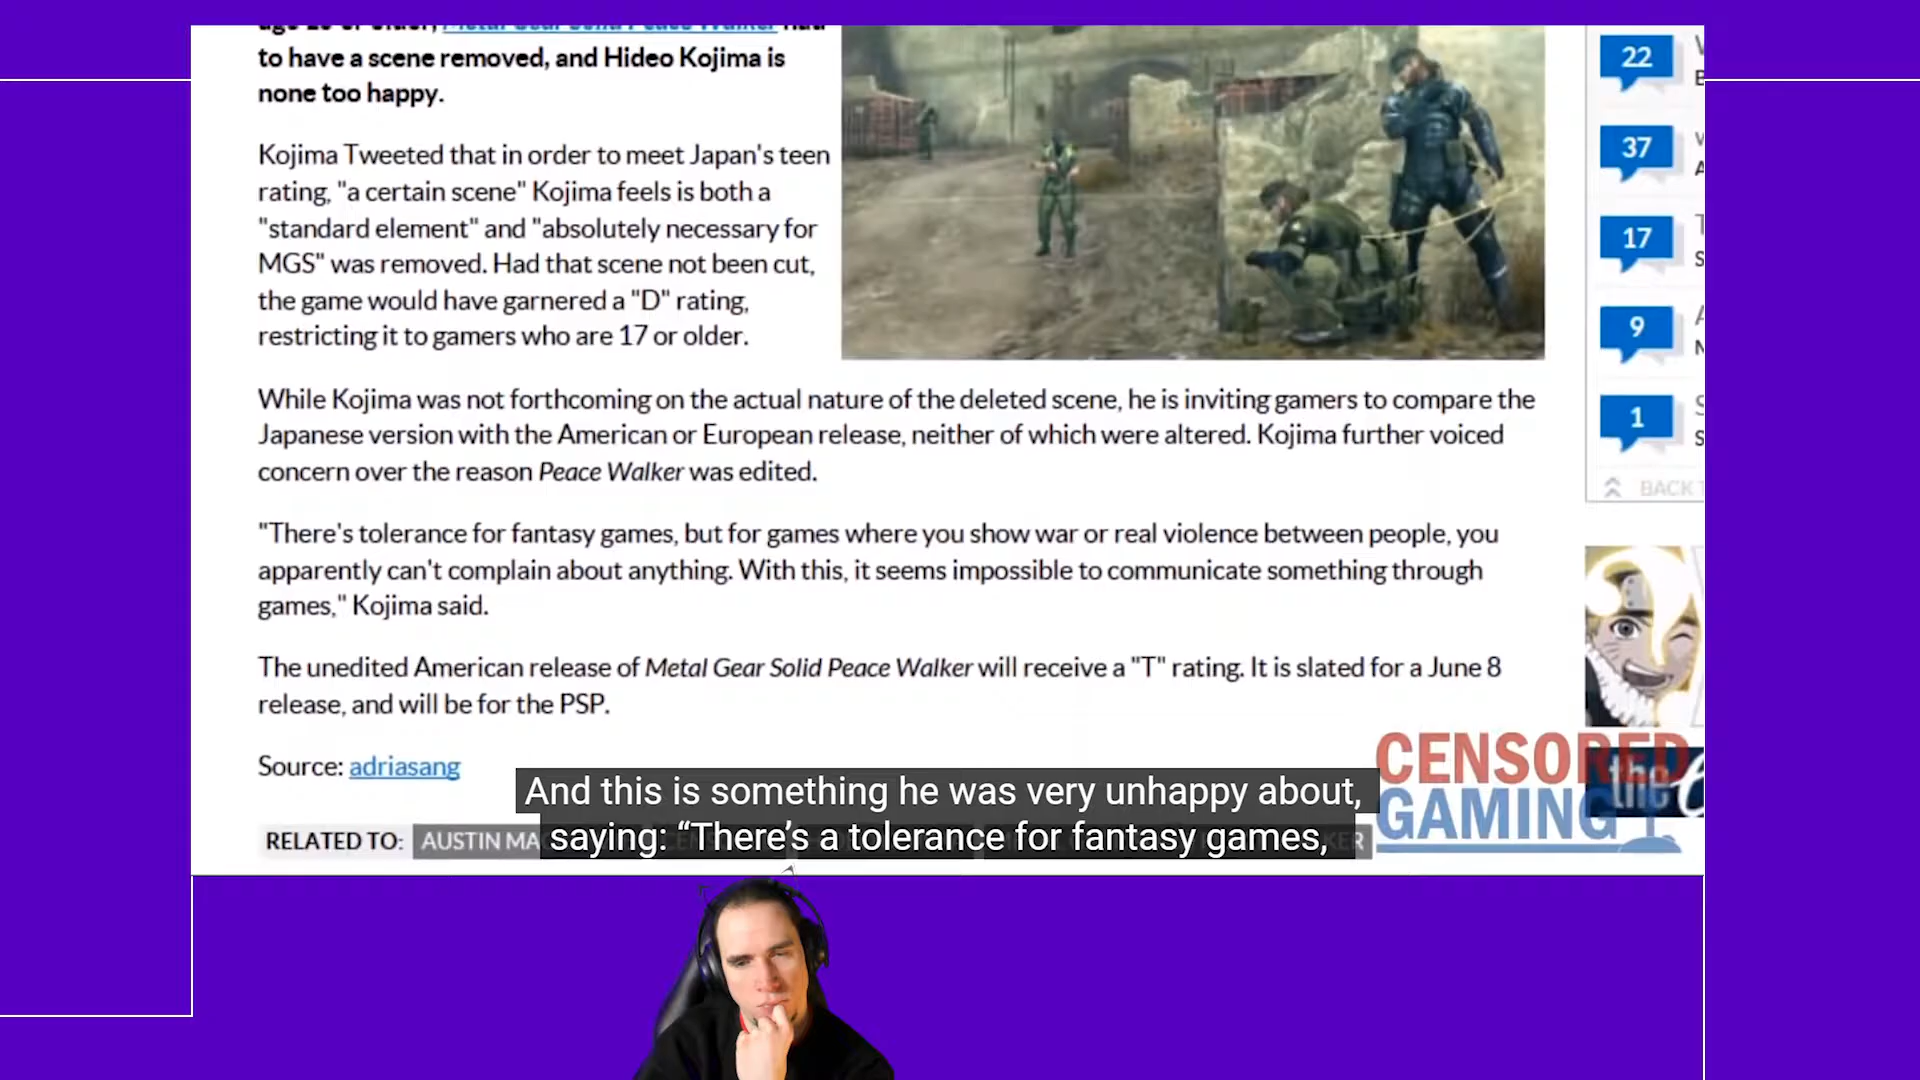 Metal Gear Solid Peace Walker
to have a scene removed, and Hideo Kojima is
none too happy.
Kojima Tweeted that in order to meet Japan's teen
rating, "a certain scene" Kojima feels is both a
"standard element" and "absolutely necessary for
MGS" was removed. Had that scene not been cut,
the game would have garnered a "D" rating,
restricting it to gamers who are 17 or older.
While Kojima was not forthcoming on the actual nature of the deleted scene, he is inviting gamers to compare the
Japanese version with the American or European release, neither of which were altered. Kojima further voiced
concern over the reason Peace Walker was edited.
"There's tolerance for fantasy games, but for games where you show war or real violence between people, you
apparently can't complain about anything. With this, it seems impossible to communicate something through
games," Kojima said.
The unedited American release of Metal Gear Solid Peace Walker will receive a "T" rating. It is slated for a June 8
release, and will be for the PSP.
Source: adriasang
RELATED TO: AUSTIN
And this is something he was very unhappy about,
saying: “There’s a tolerance for fantasy games,
22
37
17
9
1
BACK
CENSORED
GAMING
the